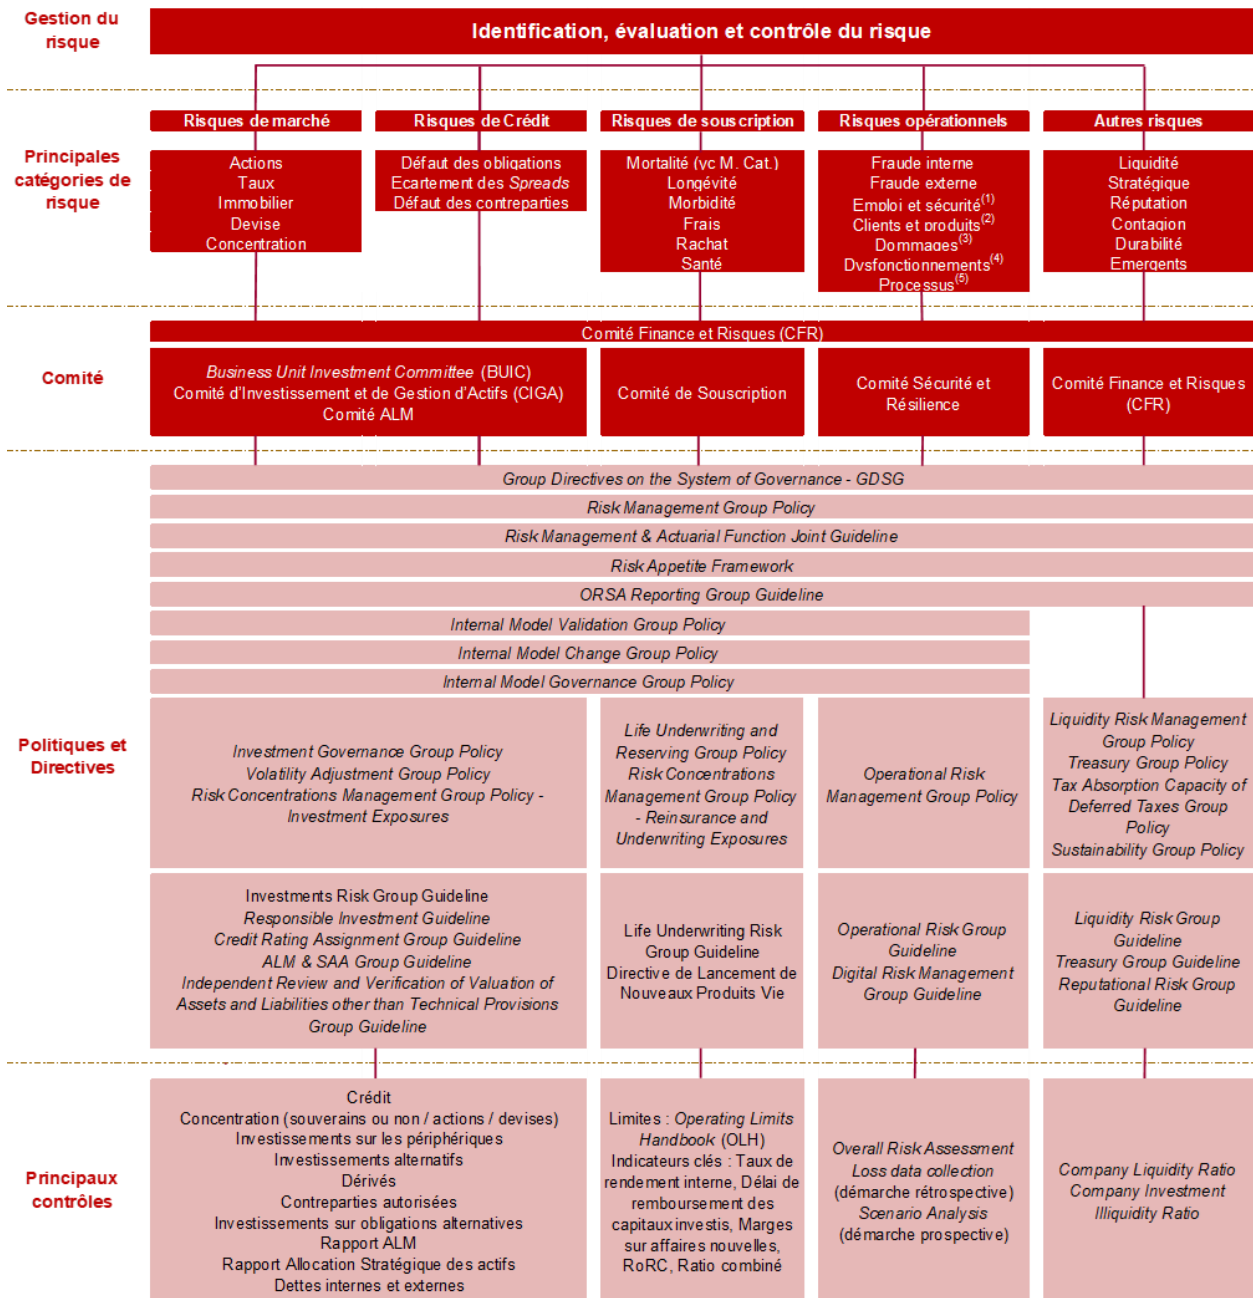 Gestion du
risque
Identification, évaluation et contrôle du risque
Principales
catégories de
risque
Risques de marché
Actions
Taux
Immobilier
Devise
Concentration
Risques de Crédit
Défaut des obligations
Ecartement des Spreads
Défaut des contreparties
Risques de souscription
Mortalité (yc M. Cat.)
Longévité
Morbidité
Frais
Rachat
Santé
Risques opérationnels
Fraude interne
Fraude externe
Emploi et sécurité(1)
Clients et produits(2)
Dommages(3)
Dysfonctionnements(4)
Processus(5)
Autres risques
Liquidité
Stratégique
Réputation
Contagion
Durabilité
Emergents
Comité
Comité Finance et Risques (CFR)
Business Unit Investment Committee (BUIC)
Comité d'Investissement et de Gestion d'Actifs (CIGA)
Comité ALM
Comité de Souscription
Comité Sécurité et
Résilience
Comité Finance et Risques
(CFR)
Politiques et
Directives
Group Directives on the System of Governance - GDSG
Risk Management Group Policy
Risk Management & Actuarial Function Joint Guideline
Risk Appetite Framework
ORSA Reporting Group Guideline
Internal Model Validation Group Policy
Internal Model Change Group Policy
Internal Model Governance Group Policy
Investment Governance Group Policy
Volatility Adjustment Group Policy
Risk Concentrations Management Group Policy -
Investment Exposures
Life Underwriting and
Reserving Group Policy
Risk Concentrations
Management Group Policy
- Reinsurance and
Underwriting Exposures
Operational Risk
Management Group Policy
Liquidity Risk Management
Group Policy
Treasury Group Policy
Tax Absorption Capacity of
Deferred Taxes Group
Policy
Sustainability Group Policy
Investments Risk Group Guideline
Responsible Investment Guideline
Credit Rating Assignment Group Guideline
ALM & SAA Group Guideline
Independent Review and Verification of Valuation of
Assets and Liabilities other than Technical Provisions
Group Guideline
Life Underwriting Risk
Group Guideline
Directive de Lancement de
Nouveaux Produits Vie
Operational Risk Group
Guideline
Digital Risk Management
Group Guideline
Liquidity Risk Group
Guideline
Treasury Group Guideline
Reputational Risk Group
Guideline
Principaux
contrôles
Crédit
Concentration (souverains ou non / actions / devises)
Investissements sur les périphériques
Investissements alternatifs
Dérivés
Contreparties autorisées
Investissements sur obligations alternatives
Rapport ALM
Rapport Allocation Stratégique des actifs
Dettes internes et externes
Limites : Operating Limits
Handbook (OLH)
Indicateurs clés : Taux de
rendement interne, Délai de
remboursement des
capitaux investis, Marges
sur affaires nouvelles,
RoRC, Ratio combiné
Overall Risk Assessment
Loss data collection
(démarche rétrospective)
Scenario Analysis
(démarche prospective)
Company Liquidity Ratio
Company Investment
Illiquidity Ratio